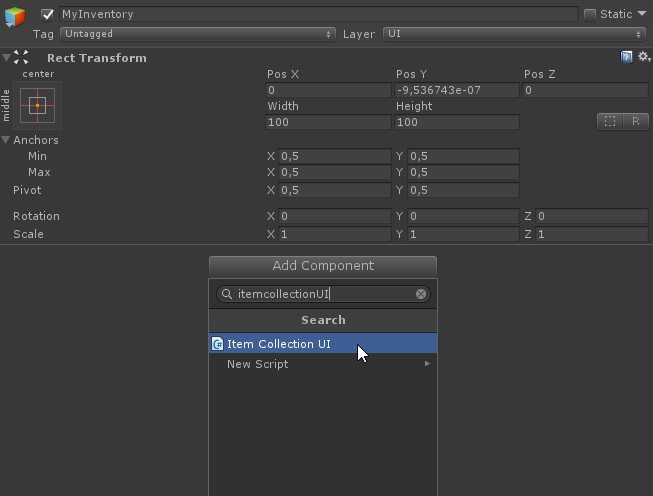 MyInventory Static
Tag Untagged Layer UI
Rect Transform
center
middle
Pos X Pos Y Pos Z
0 -9,536743e-07 0
Width Height
100 100 R
Anchors
Min X 0,5 Y 0,5
Max X 0,5 Y 0,5
Pivot X 0,5 Y 0,5
Rotation X 0 Y 0 Z 0
Scale X 1 Y 1 Z 1
Add Component
itemcollectionUI
Search
C# Item Collection UI
New Script